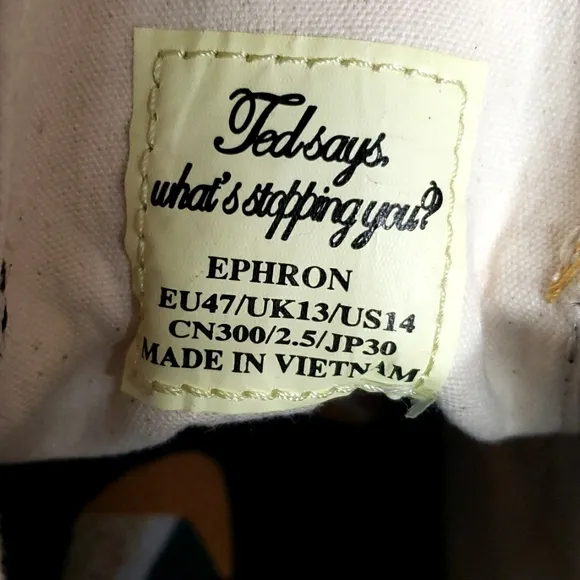 Ted says,
what's stopping you?
EPHRON
EU47/UK13/US14
CN300/2.5/JP30
MADE IN VIETNAM